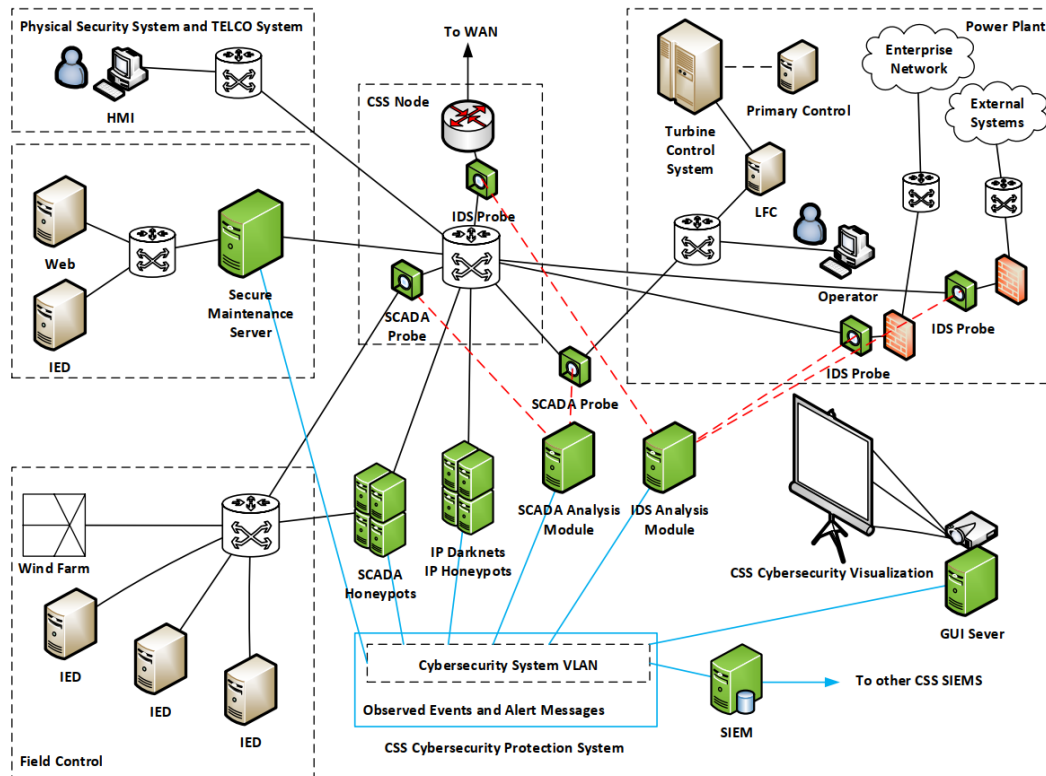 Physical Security System and TELCO System
HMI
To WAN
CSS Node
IDS Probe
SCADA
Probe
Power Plant
Enterprise
Network
External
Systems
Primary Control
Turbine
Control
System
LFC
Operator
IDS Probe
IDS Probe
Web
IED
Secure
Maintenance
Server
SCADA Probe
SCADA Analysis
Module
IDS Analysis
Module
IP Darknets
IP Honeypots
SCADA
Honeypots
CSS Cybersecurity Visualization
GUI Sever
Wind Farm
IED
IED
IED
Field Control
Cybersecurity System VLAN
Observed Events and Alert Messages
CSS Cybersecurity Protection System
SIEM
To other CSS SIEMS